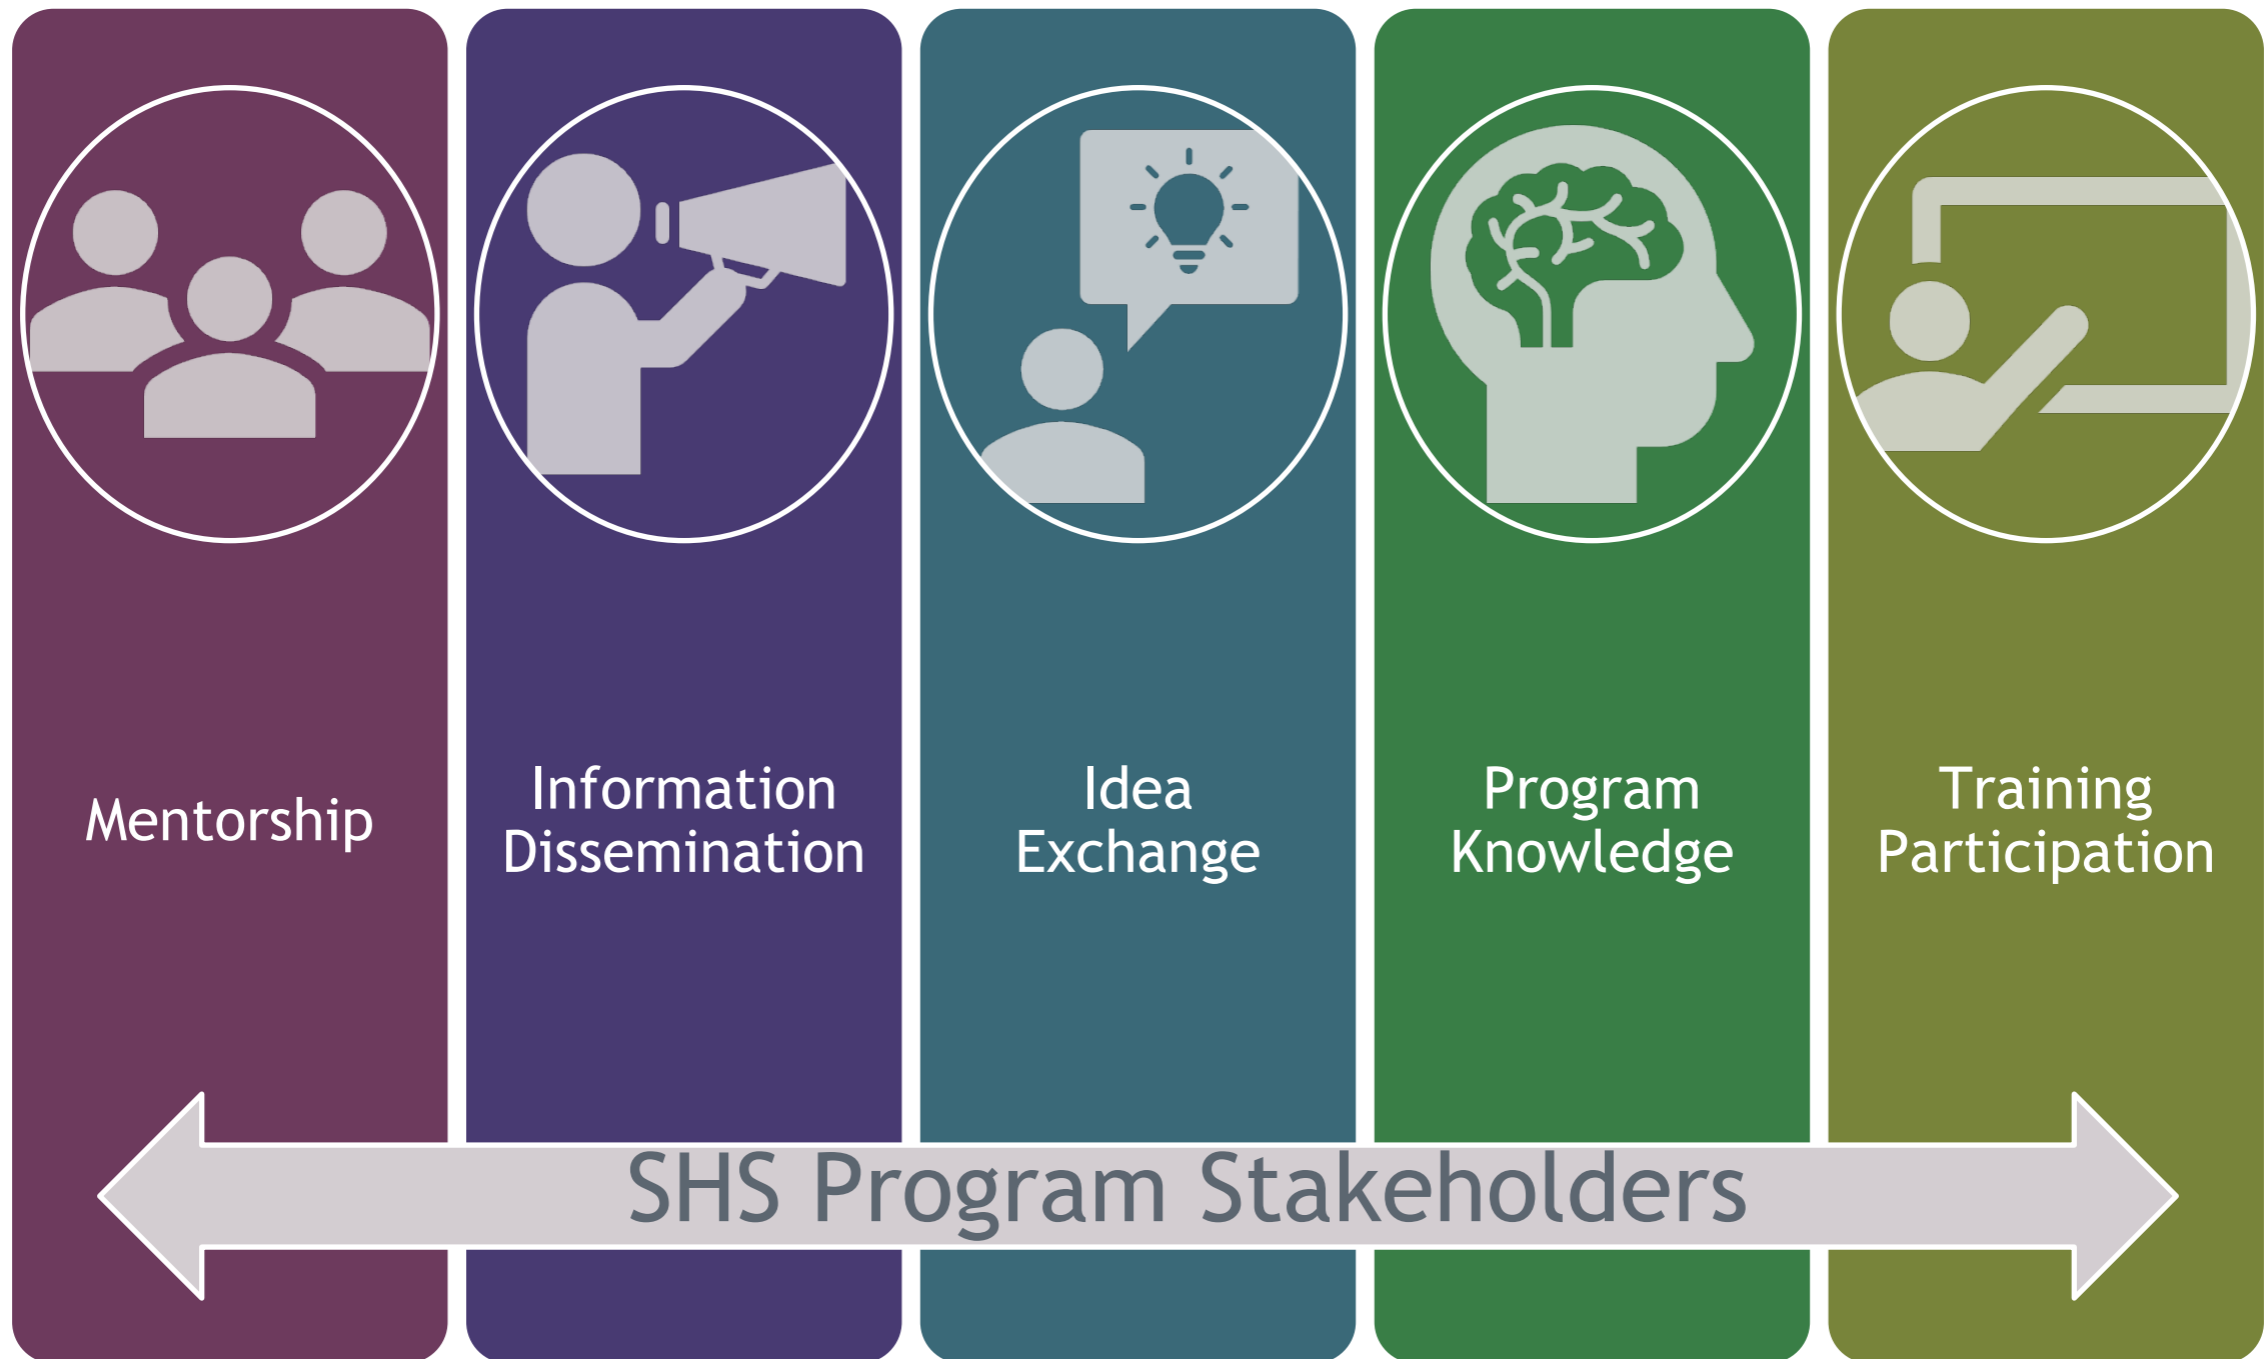 Mentorship
Information
Dissemination
Idea
Exchange
Program
Knowledge
Training
Participation
SHS Program Stakeholders